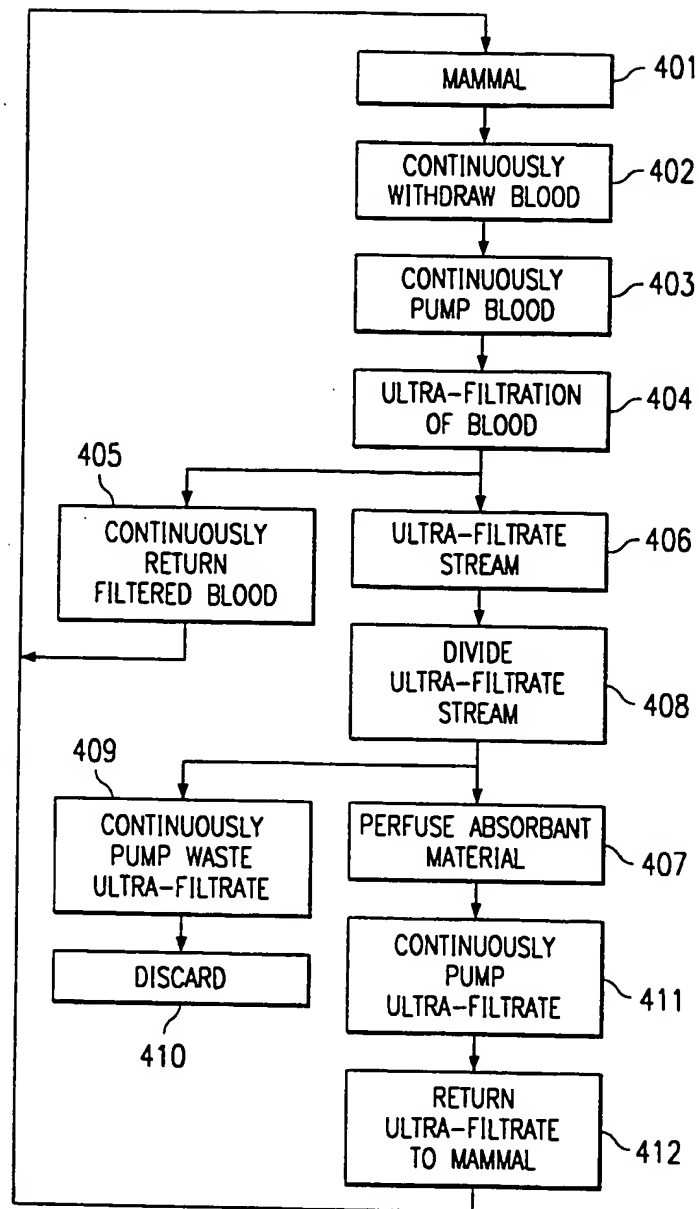 MAMMAL
401
CONTINUOUSLY
WITHDRAW BLOOD
402
CONTINUOUSLY
PUMP BLOOD
403
ULTRA-FILTRATION
OF BLOOD
404
405
CONTINUOUSLY
RETURN
FILTERED BLOOD
ULTRA-FILTRATE
STREAM
406
DIVIDE
ULTRA-FILTRATE
STREAM
408
409
CONTINUOUSLY
PUMP WASTE
ULTRA-FILTRATE
PERFUSE ABSORBANT
MATERIAL
407
DISCARD
410
CONTINUOUSLY
PUMP
ULTRA-FILTRATE
411
RETURN
ULTRA-FILTRATE
TO MAMMAL
412